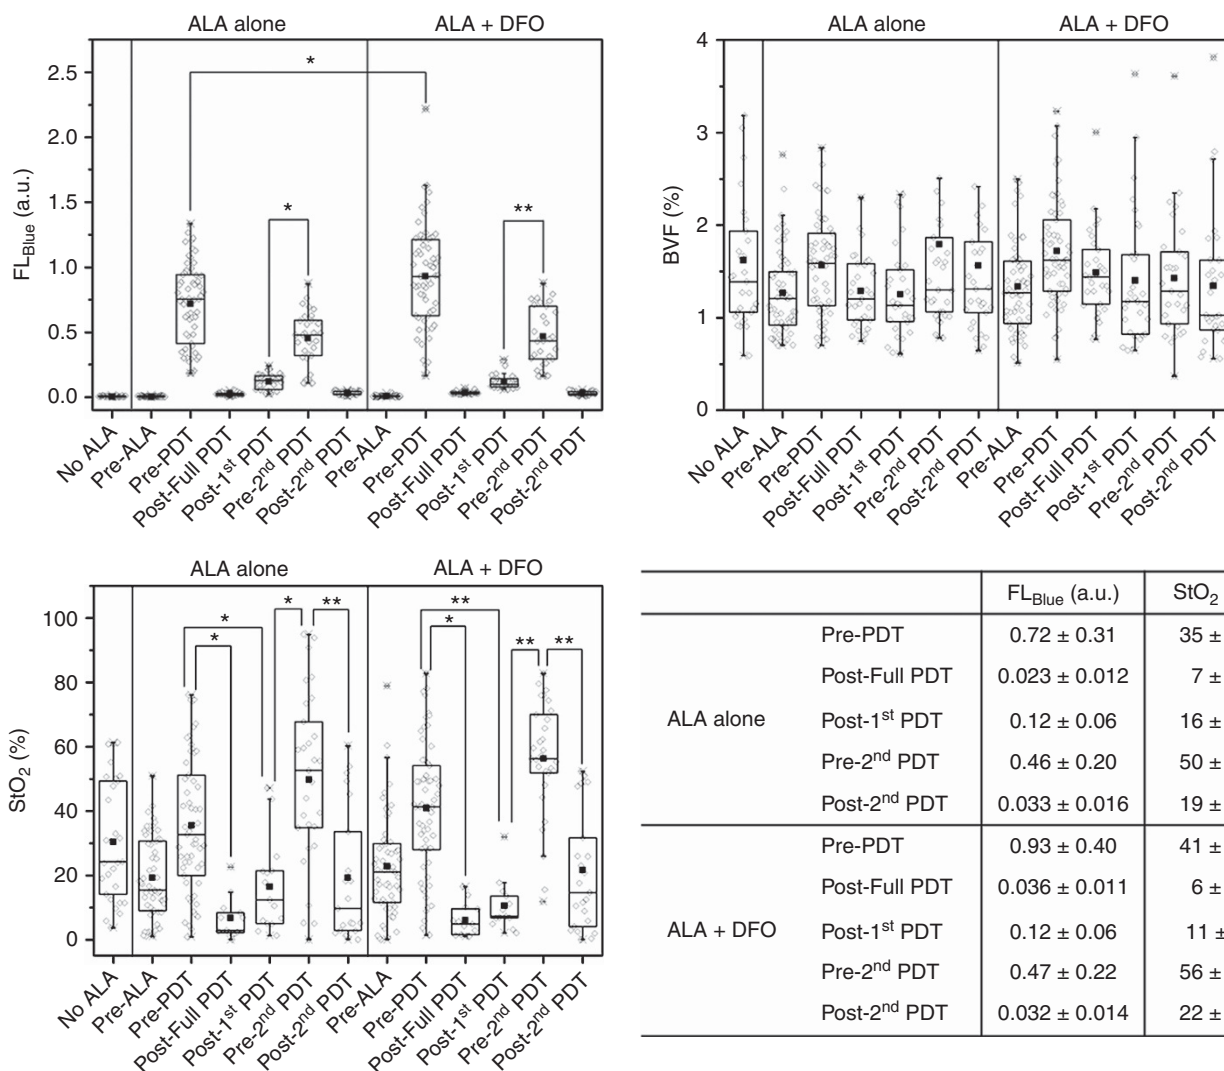 ALA alone
ALA + DFO
FL_Blue (a.u.)
2.5
2.0
1.5
1.0
0.5
0.0
*
*
**
No ALA
Pre-ALA
Pre-PDT
Post-Full PDT
Post-1st PDT
Pre-2nd PDT
Post-2nd PDT
Pre-ALA
Pre-PDT
Post-Full PDT
Post-1st PDT
Pre-2nd PDT
Post-2nd PDT
ALA alone
ALA + DFO
BVF (%)
4
3
2
1
0
No ALA
Pre-ALA
Pre-PDT
Post-Full PDT
Post-1st PDT
Pre-2nd PDT
Post-2nd PDT
Pre-ALA
Pre-PDT
Post-Full PDT
Post-1st PDT
Pre-2nd PDT
Post-2nd PDT
ALA alone
ALA + DFO
StO2 (%)
100
80
60
40
20
0
*
*
*
**
**
*
**
**
No ALA
Pre-ALA
Pre-PDT
Post-Full PDT
Post-1st PDT
Pre-2nd PDT
Post-2nd PDT
Pre-ALA
Pre-PDT
Post-Full PDT
Post-1st PDT
Pre-2nd PDT
Post-2nd PDT
FL_Blue (a.u.) StO2
Pre-PDT 0.72 ± 0.31 35 ±
Post-Full PDT 0.023 ± 0.012 7 ±
ALA alone Post-1st PDT 0.12 ± 0.06 16 ±
Pre-2nd PDT 0.46 ± 0.20 50 ±
Post-2nd PDT 0.033 ± 0.016 19 ±
Pre-PDT 0.93 ± 0.40 41 ±
Post-Full PDT 0.036 ± 0.011 6 ±
ALA + DFO Post-1st PDT 0.12 ± 0.06 11 ±
Pre-2nd PDT 0.47 ± 0.22 56 ±
Post-2nd PDT 0.032 ± 0.014 22 ±